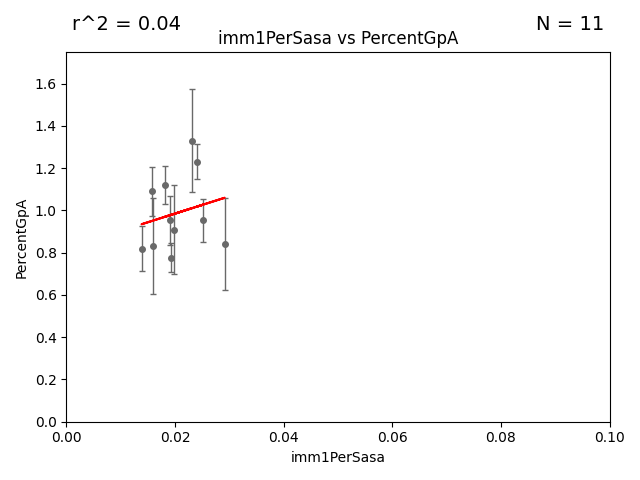 r^2 = 0.04
N = 11
imm1PerSasa vs PercentGpA
PercentGpA
1.6
1.4
1.2
1.0
0.8
0.6
0.4
0.2
0.0
0.00 0.02 0.04 0.06 0.08 0.10
imm1PerSasa